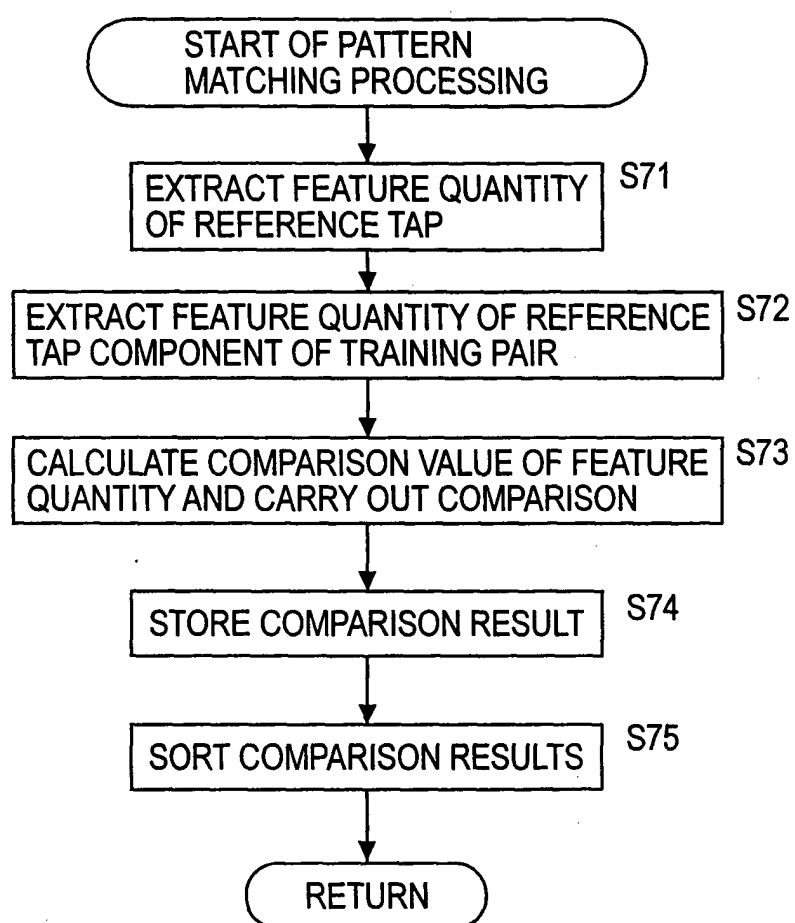 START OF PATTERN
MATCHING PROCESSING
EXTRACT FEATURE QUANTITY
OF REFERENCE TAP
S71
EXTRACT FEATURE QUANTITY OF REFERENCE
TAP COMPONENT OF TRAINING PAIR
S72
CALCULATE COMPARISON VALUE OF FEATURE
QUANTITY AND CARRY OUT COMPARISON
S73
STORE COMPARISON RESULT
S74
SORT COMPARISON RESULTS
S75
RETURN